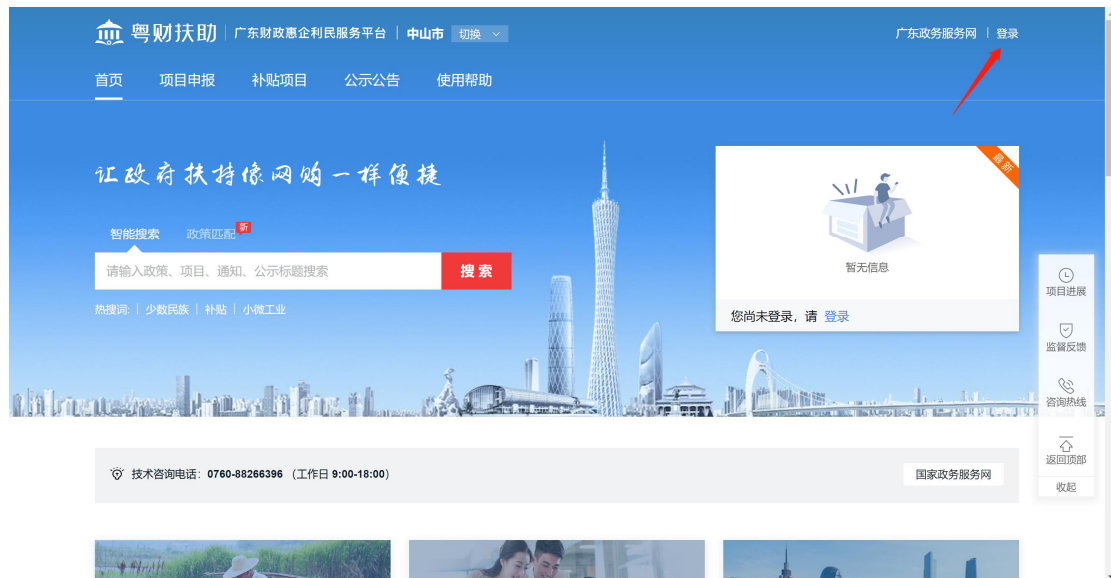 粤财扶助 广东财政惠企利民服务平台 中山市 切换
广东政务服务网 登录
首页 项目申报 补贴项目 公示公告 使用帮助
让政府扶持像网购一样便捷
最新
智能搜索 政策匹配 新
请输入政策、项目、通知、公示标题搜索 搜索
热搜词: 少数民族 补贴 小微工业
暂无信息
您尚未登录，请 登录
项目进展
监督反馈
咨询热线
返回顶部
收起
技术咨询电话：0760-88266396 （工作日 9:00-18:00）
国家政务服务网